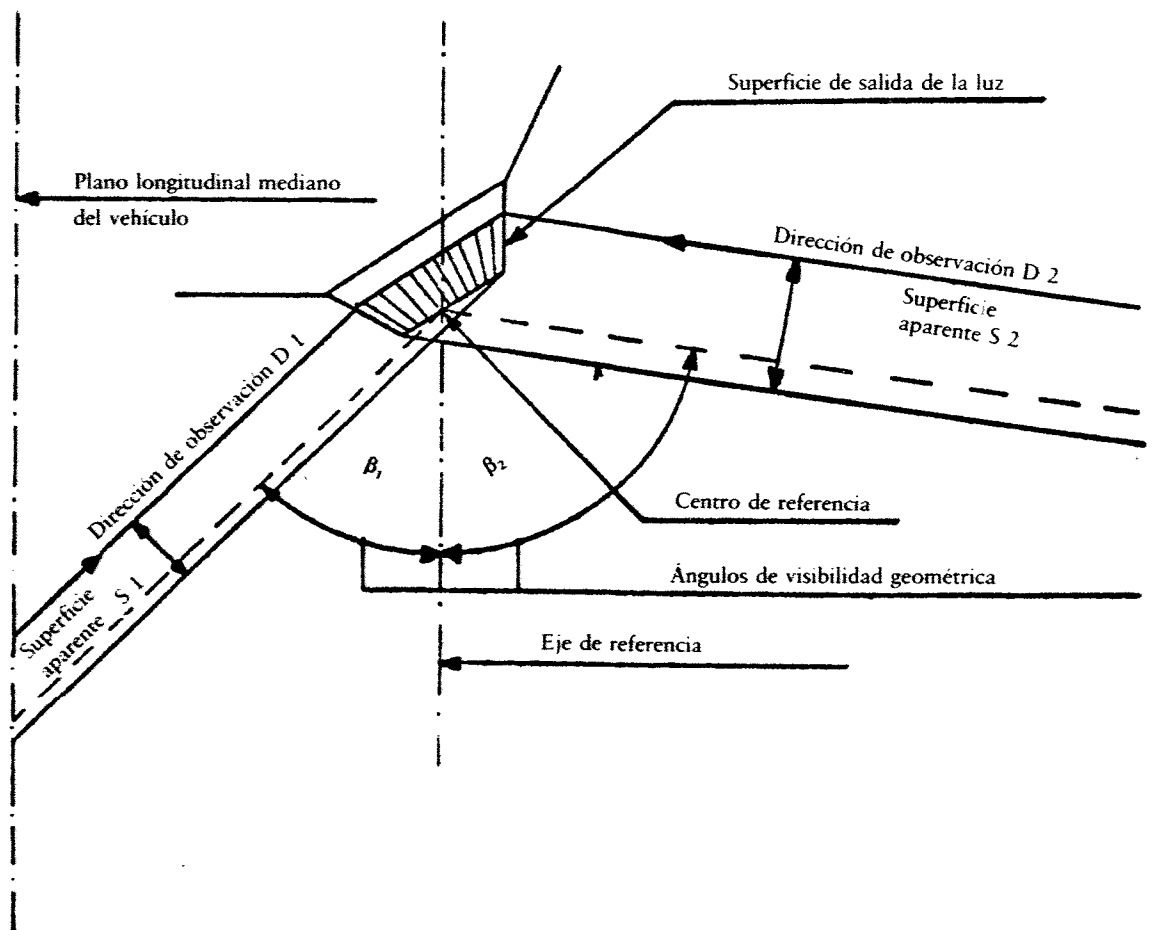 Superficie de salida de la luz
Plano longitudinal mediano
del vehículo
Dirección de observación D 2
Superficie
aparente S 2
Dirección de observación D 1
β1
β2
Centro de referencia
Ángulos de visibilidad geométrica
Superficie
aparente S 1
Eje de referencia